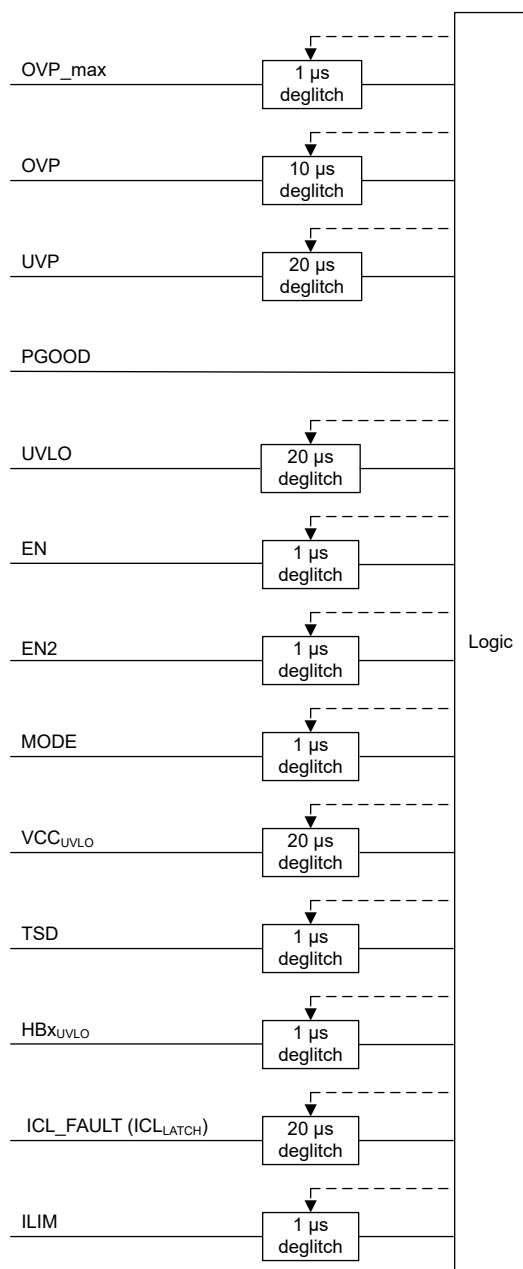 OVP_max
1 µs
deglitch
OVP
10 µs
deglitch
UVP
20 µs
deglitch
PGOOD
UVLO
20 µs
deglitch
EN
1 µs
deglitch
EN2
1 µs
deglitch
Logic
MODE
1 µs
deglitch
VCCUVLO
20 µs
deglitch
TSD
1 µs
deglitch
HBxUVLO
1 µs
deglitch
ICL_FAULT (ICLLATCH)
20 µs
deglitch
ILIM
1 µs
deglitch